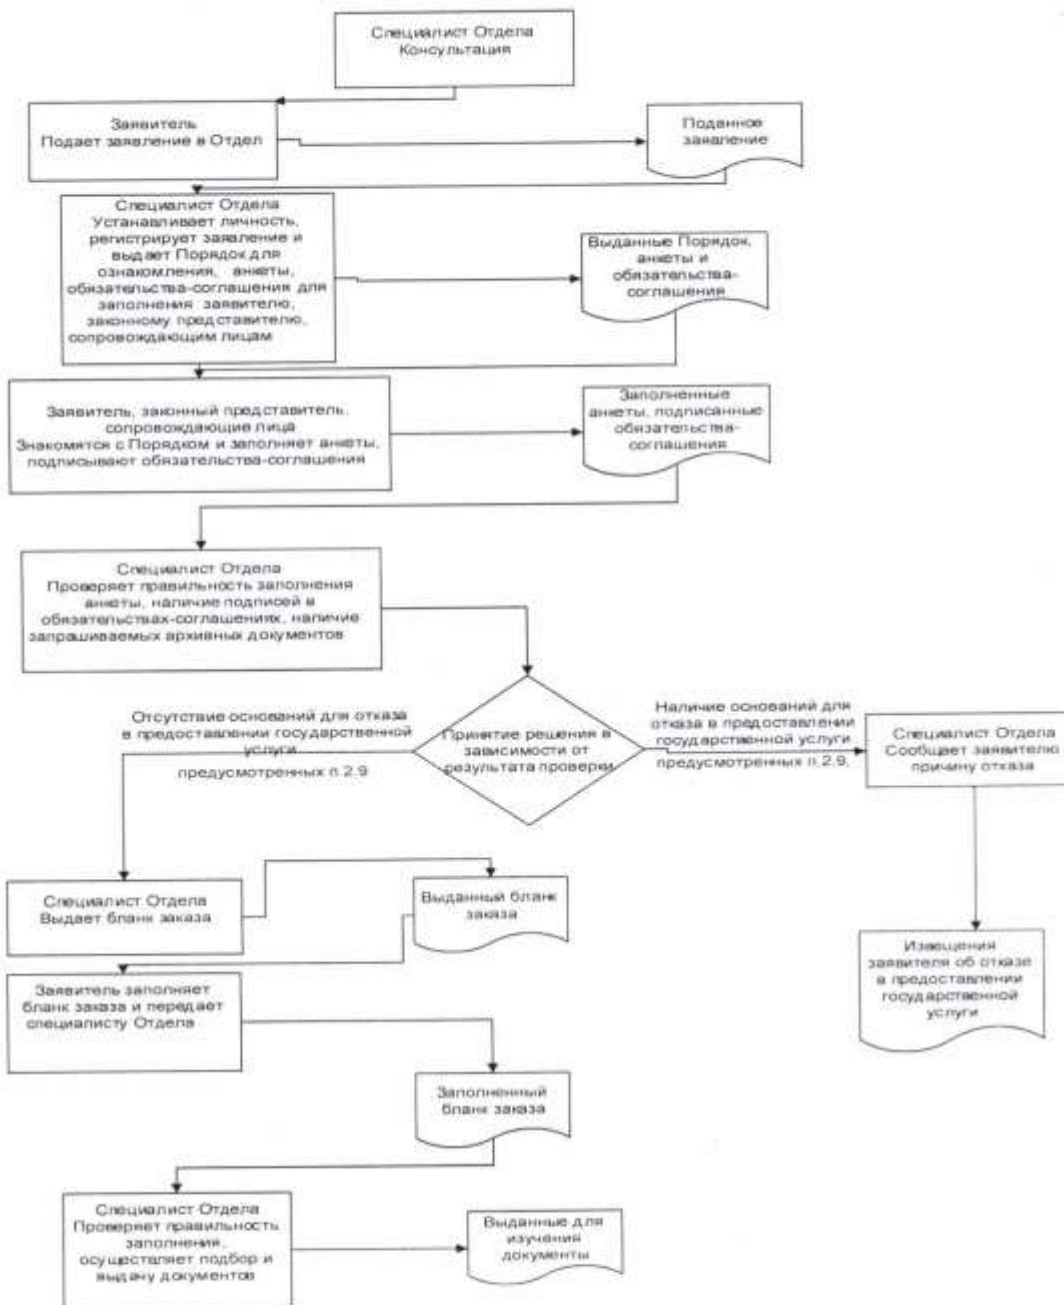 Специалист Отдела
Консультация
Заявитель
Подает заявление в Отдел
Поданное
заявление
Специалист Отдела
Устанавливает личность,
регистрирует заявление и
выдает Порядок для
ознакомления, анкеты,
обязательства-соглашения для
заполнения заявителю,
законному представителю,
сопровождающим лицам
Выданные Порядок,
анкеты и
обязательства-
соглашения
Заявитель, законный представитель,
сопровождающие лица
Знакомятся с Порядком и заполняет анкеты,
подписывают обязательства-соглашения
Заполненные
анкеты, подписанные
обязательства-
соглашения
Специалист Отдела
Проверяет правильность заполнения
анкеты, наличие подписей в
обязательствах-соглашениях, наличие
запрашиваемых архивных документов
Отсутствие оснований для отказа
в предоставлении государственной
услуги
предусмотренных п.2.9
Принятие решения в
зависимости от
результата проверки
Наличие оснований для
отказа в предоставлении
государственной услуги
предусмотренных п.2.9,
Специалист Отдела
Сообщает заявителю
причину отказа
Специалист Отдела
Выдает бланк заказа
Выданный бланк
заказа
Извещения
заявителя об отказе
в предоставлении
государственной
услуги
Заявитель заполняет
бланк заказа и передает
специалисту Отдела
Заполненный
бланк заказа
Специалист Отдела
Проверяет правильность
заполнения,
осуществляет подбор и
выдачу документов
Выданные для
изучения
документы